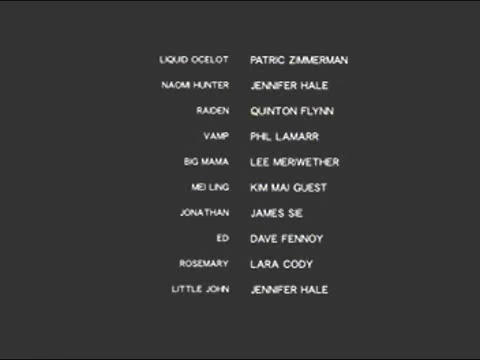 LIQUID OCELOT PATRIC ZIMMERMAN
NAOMI HUNTER JENNIFER HALE
RAIDEN QUINTON FLYNN
VAMP PHIL LAMARR
BIG MAMA LEE MERIWETHER
MEI LING KIM MAI GUEST
JONATHAN JAMES SIE
ED DAVE FENNOY
ROSEMARY LARA CODY
LITTLE JOHN JENNIFER HALE